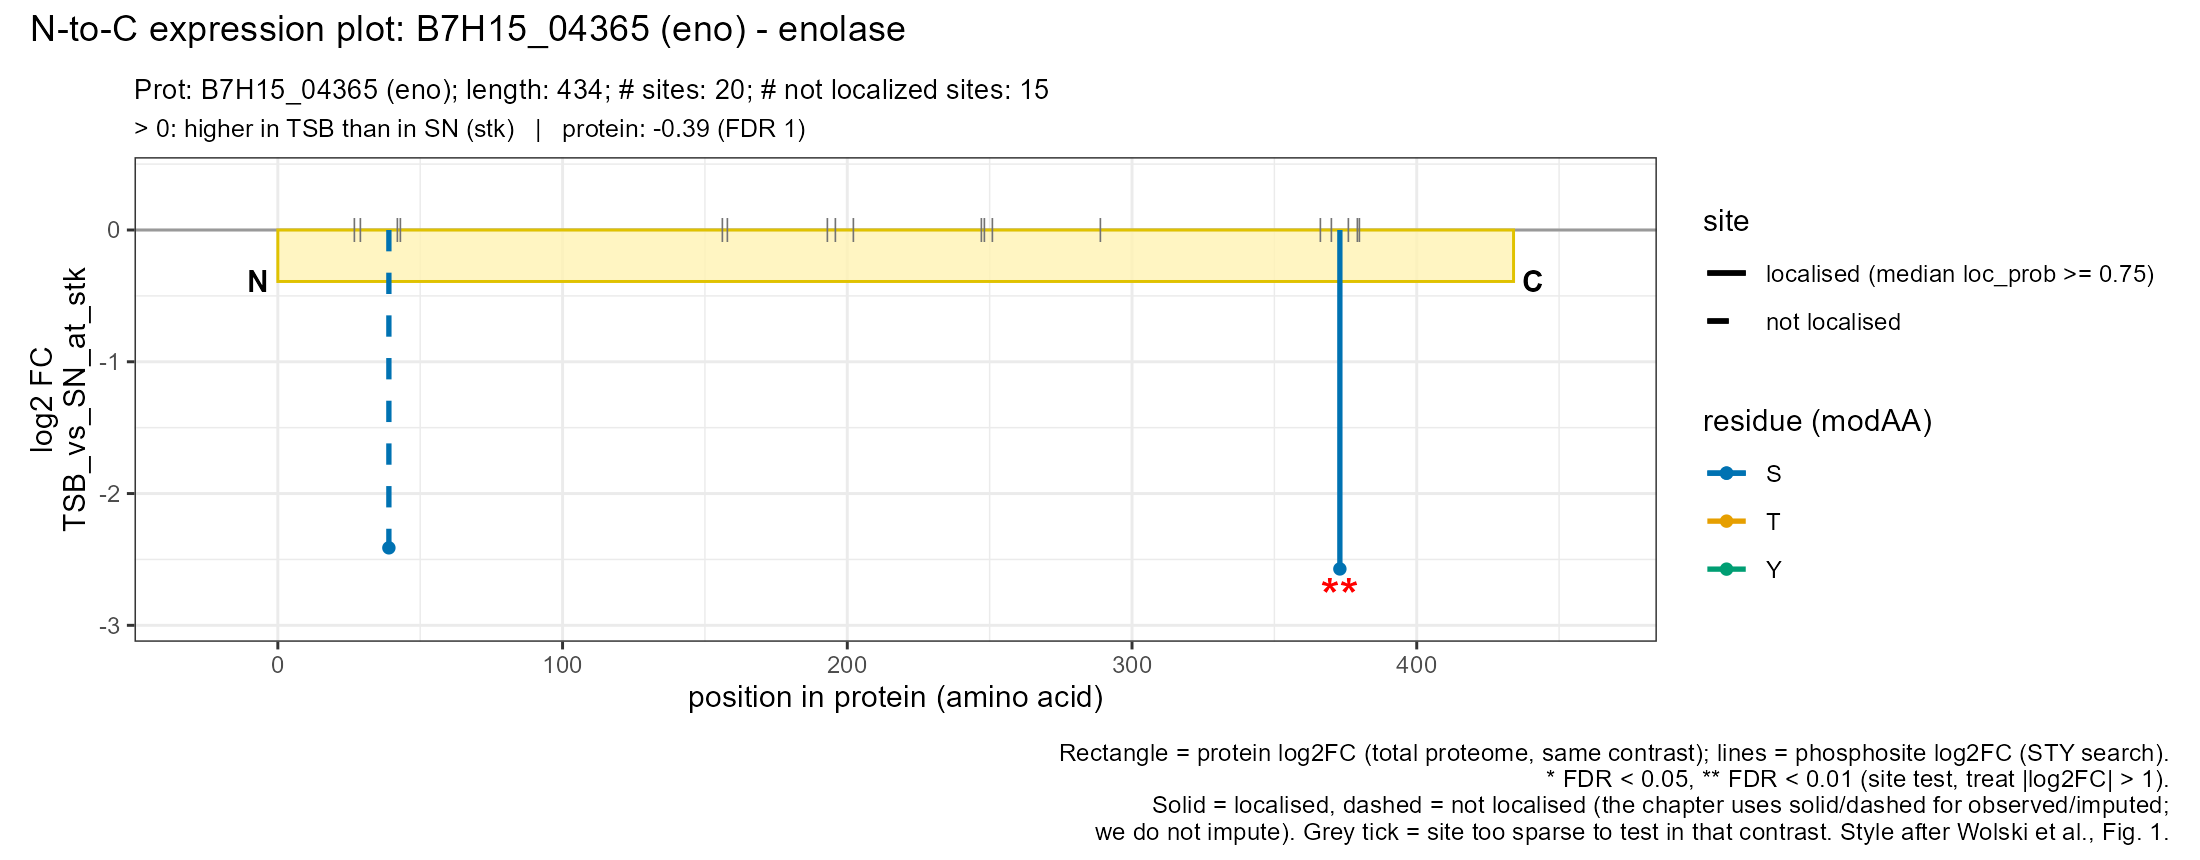 N-to-C expression plot: B7H15_04365 (eno) - enolase
Prot: B7H15_04365 (eno); length: 434; # sites: 20; # not localized sites: 15
> 0: higher in TSB than in SN (stk)   |   protein: -0.39 (FDR 1)
log2 FC
TSB_vs_SN_at_stk
0
-1
-2
-3
N
C
**
0
100
200
300
400
position in protein (amino acid)
site
localised (median loc_prob >= 0.75)
not localised
residue (modAA)
S
T
Y
Rectangle = protein log2FC (total proteome, same contrast); lines = phosphosite log2FC (STY search).
* FDR < 0.05, ** FDR < 0.01 (site test, treat |log2FC| > 1).
Solid = localised, dashed = not localised (the chapter uses solid/dashed for observed/imputed;
we do not impute). Grey tick = site too sparse to test in that contrast. Style after Wolski et al., Fig. 1.